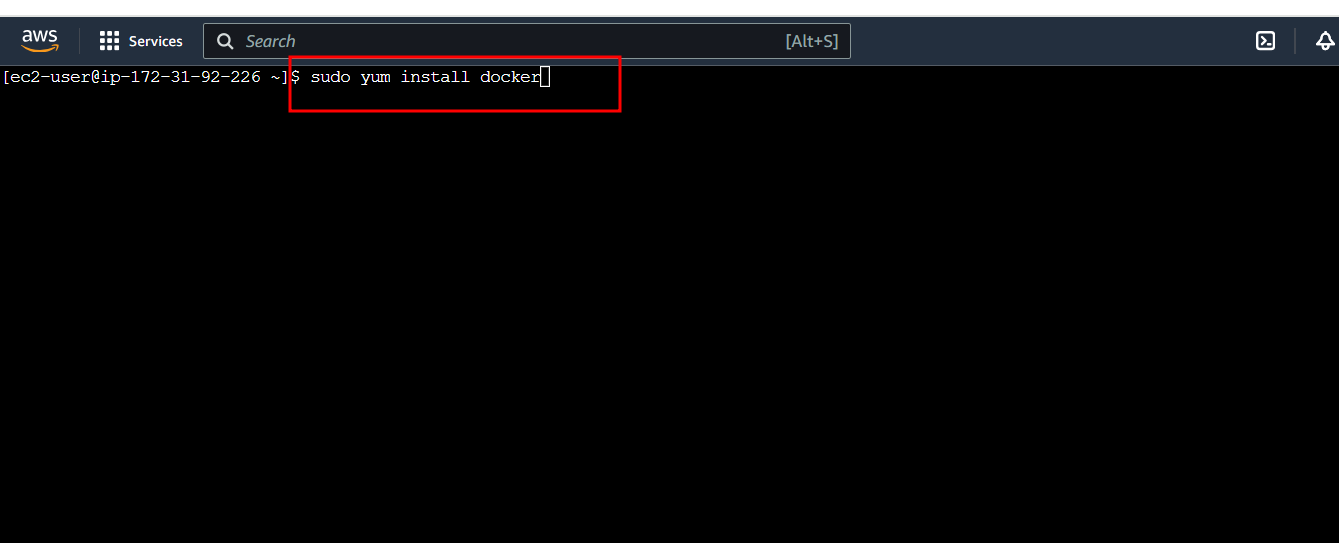 aws Services Search [Alt+S]
[ec2-user@ip-172-31-92-226 ~]$ sudo yum install docker